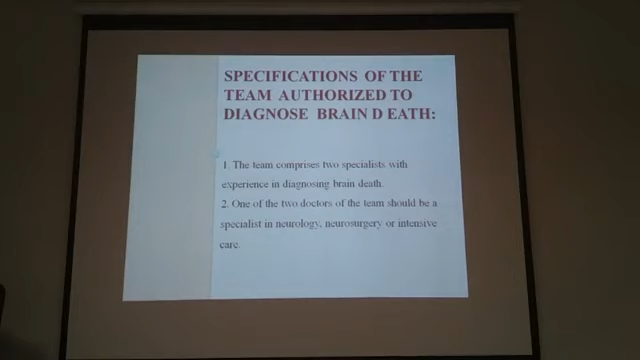 SPECIFICATIONS OF THE
TEAM AUTHORIZED TO
DIAGNOSE BRAIN D EATH:
1. The team comprises two specialists with
experience in diagnosing brain death.
2. One of the two doctors of the team should be a
specialist in neurology, neurosurgery or intensive
care.